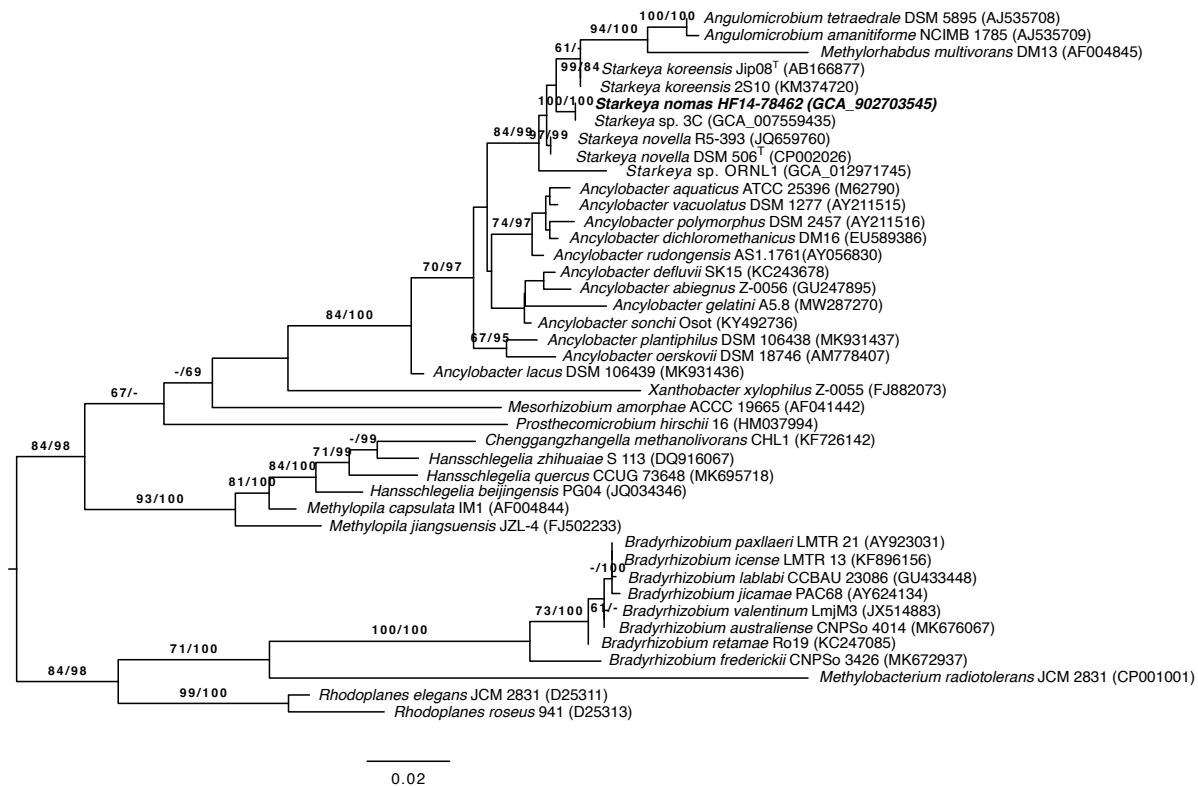 100/100
Angulomicrobium tetraedrale DSM 5895 (AJ535708)
94/100
Angulomicrobium amanitiforme NCIMB 1785 (AJ535709)
61/-
Methylorhabdus multivorans DM13 (AF004845)
99/84
Starkeya koreensis Jip08ᵀ (AB166877)
Starkeya koreensis 2S10 (KM374720)
100/100
Starkeya nomas HF14-78462 (GCA_902703545)
Starkeya sp. 3C (GCA_007559435)
84/99
97/99
Starkeya novella R5-393 (JQ659760)
Starkeya novella DSM 506ᵀ (CP002026)
Starkeya sp. ORNL1 (GCA_012971745)
Ancylobacter aquaticus ATCC 25396 (M62790)
Ancylobacter vacuolatus DSM 1277 (AY211515)
74/97
Ancylobacter polymorphus DSM 2457 (AY211516)
Ancylobacter dichloromethanicus DM16 (EU589386)
Ancylobacter rudongensis AS1.1761(AY056830)
70/97
Ancylobacter defluvii SK15 (KC243678)
Ancylobacter abiegnus Z-0056 (GU247895)
Ancylobacter gelatini A5.8 (MW287270)
84/100
Ancylobacter sonchi Osot (KY492736)
67/95
Ancylobacter plantiphilus DSM 106438 (MK931437)
Ancylobacter oerskovii DSM 18746 (AM778407)
-/69
Ancylobacter lacus DSM 106439 (MK931436)
67/-
Xanthobacter xylophilus Z-0055 (FJ882073)
Mesorhizobium amorphae ACCC 19665 (AF041442)
Prosthecomicrobium hirschii 16 (HM037994)
84/98
-/99
Chenggangzhangella methanolivorans CHL1 (KF726142)
71/99
Hansschlegelia zhihuaiae S 113 (DQ916067)
84/100
Hansschlegelia quercus CCUG 73648 (MK695718)
81/100
Hansschlegelia beijingensis PG04 (JQ034346)
93/100
Methylopila capsulata IM1 (AF004844)
Methylopila jiangsuensis JZL-4 (FJ502233)
Bradyrhizobium paxllaeri LMTR 21 (AY923031)
Bradyrhizobium icense LMTR 13 (KF896156)
-/100
Bradyrhizobium lablabi CCBAU 23086 (GU433448)
Bradyrhizobium jicamae PAC68 (AY624134)
73/100
61/-
Bradyrhizobium valentinum LmjM3 (JX514883)
Bradyrhizobium australiense CNPSo 4014 (MK676067)
100/100
Bradyrhizobium retamae Ro19 (KC247085)
71/100
Bradyrhizobium frederickii CNPSo 3426 (MK672937)
84/98
Methylobacterium radiotolerans JCM 2831 (CP001001)
99/100
Rhodoplanes elegans JCM 2831 (D25311)
Rhodoplanes roseus 941 (D25313)
0.02